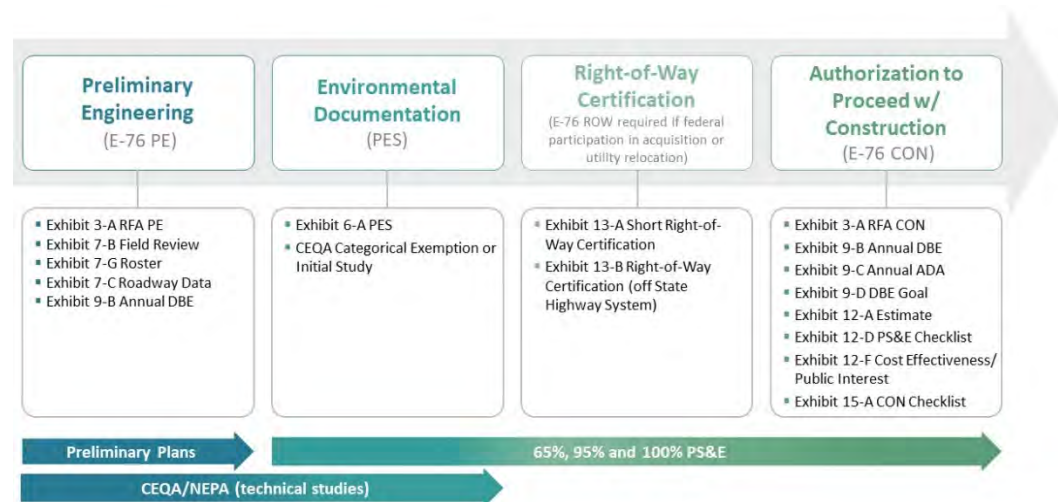 Preliminary
Engineering
(E-76 PE)
Environmental
Documentation
(PES)
Right-of-Way
Certification
(E-76 ROW required if federal
participation in acquisition or
utility relocation)
Authorization to
Proceed w/
Construction
(E-76 CON)
▪ Exhibit 3-A RFA PE
▪ Exhibit 7-B Field Review
▪ Exhibit 7-G Roster
▪ Exhibit 7-C Roadway Data
▪ Exhibit 9-B Annual DBE
▪ Exhibit 6-A PES
▪ CEQA Categorical Exemption or
Initial Study
▪ Exhibit 13-A Short Right-of-
Way Certification
▪ Exhibit 13-B Right-of-Way
Certification (off State
Highway System)
▪ Exhibit 3-A RFA CON
▪ Exhibit 9-B Annual DBE
▪ Exhibit 9-C Annual ADA
▪ Exhibit 9-D DBE Goal
▪ Exhibit 12-A Estimate
▪ Exhibit 12-D PS&E Checklist
▪ Exhibit 12-F Cost Effectiveness/
Public Interest
▪ Exhibit 15-A CON Checklist
Preliminary Plans
65%, 95% and 100% PS&E
CEQA/NEPA (technical studies)